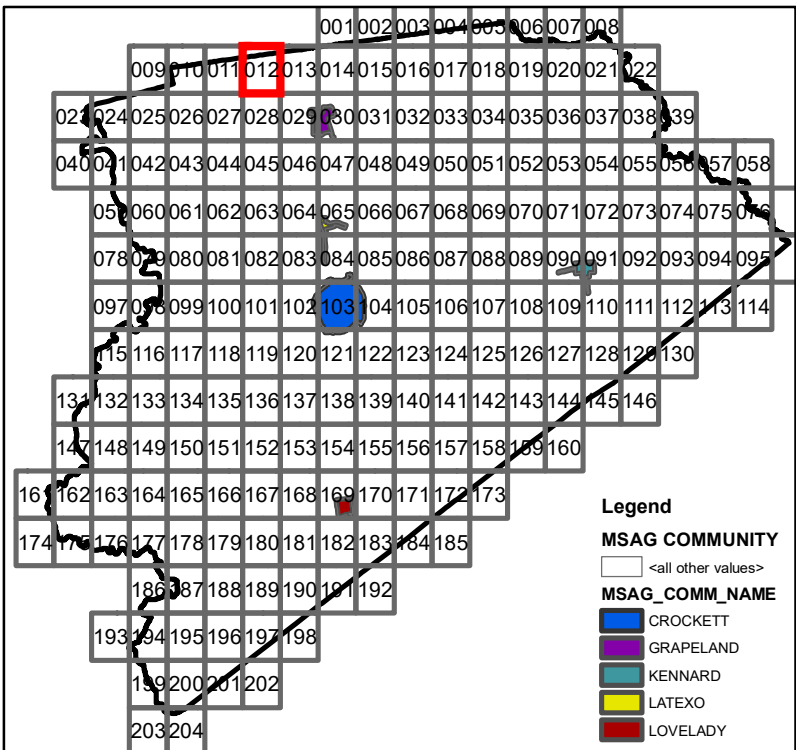 001 002 003 004 005 006 007 008
009 010 011 012 013 014 015 016 017 018 019 020 021 022
023 024 025 026 027 028 029 030 031 032 033 034 035 036 037 038 039
040 041 042 043 044 045 046 047 048 049 050 051 052 053 054 055 056 057 058
059 060 061 062 063 064 065 066 067 068 069 070 071 072 073 074 075 076
078 079 080 081 082 083 084 085 086 087 088 089 090 091 092 093 094 095
097 098 099 100 101 102 103 104 105 106 107 108 109 110 111 112 113 114
115 116 117 118 119 120 121 122 123 124 125 126 127 128 129 130
131 132 133 134 135 136 137 138 139 140 141 142 143 144 145 146
147 148 149 150 151 152 153 154 155 156 157 158 159 160
161 162 163 164 165 166 167 168 169 170 171 172 173
174 175 176 177 178 179 180 181 182 183 184 185
186 187 188 189 190 191 192
193 194 195 196 197 198
199 200 201 202
203 204
Legend
MSAG COMMUNITY
<all other values>
MSAG_COMM_NAME
CROCKETT
GRAPELAND
KENNARD
LATEXO
LOVELADY